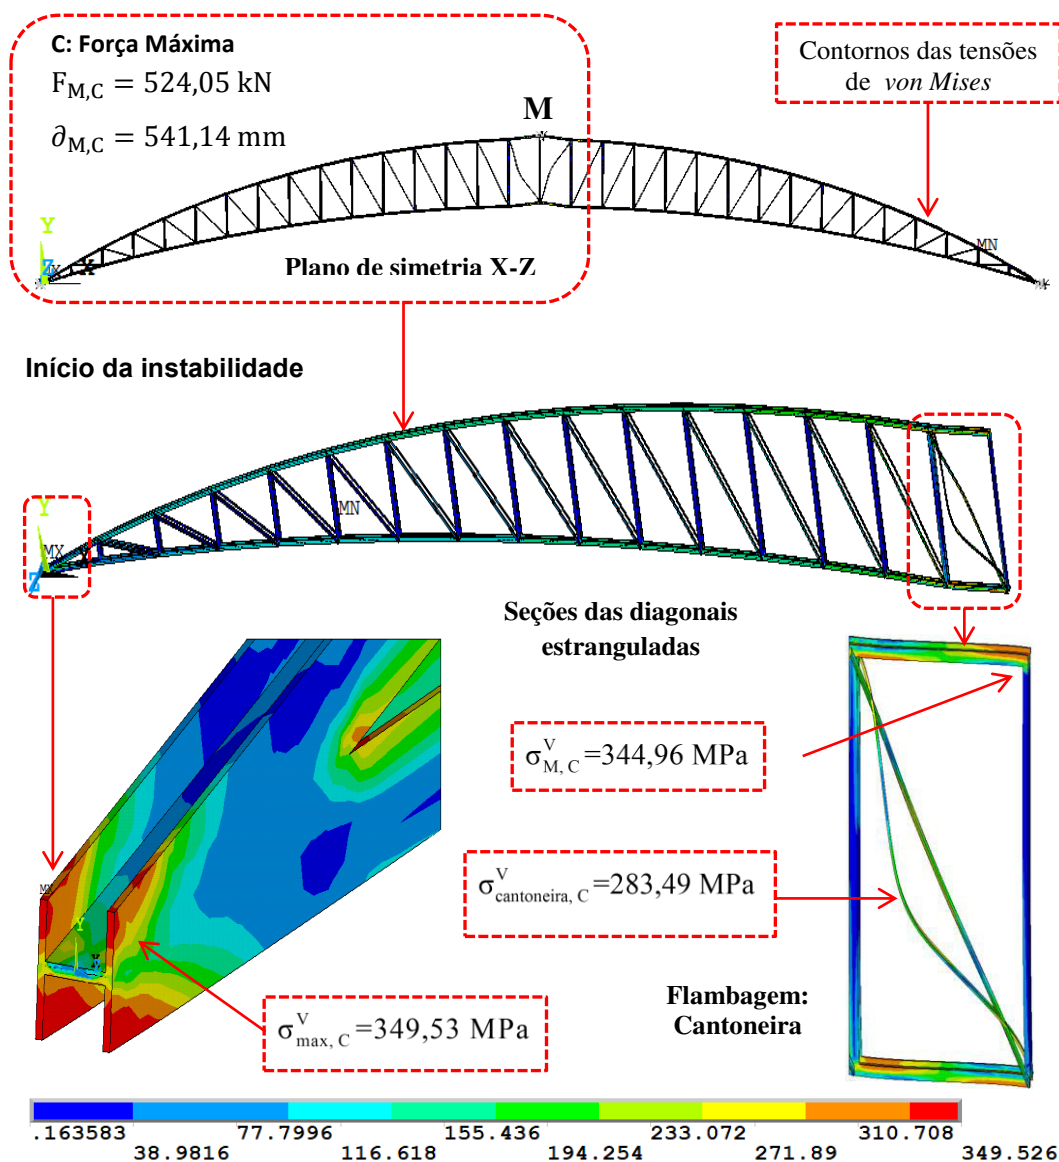 C: Força Máxima
F_M,C = 524,05 kN
∂_M,C = 541,14 mm
Contornos das tensões
de von Mises
M
MN
Y
Z
X
Plano de simetria X-Z
Início da instabilidade
MN
Y
MX
Z
Seções das diagonais
estranguladas
σ^V_M, C=344,96 MPa
σ^V_cantoneira, C=283,49 MPa
MX
Y
X
Flambagem:
Cantoneira
σ^V_max, C=349,53 MPa
.163583 77.7996 155.436 233.072 310.708
38.9816 116.618 194.254 271.89 349.526